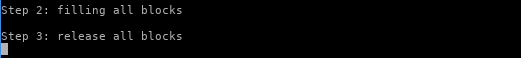 Step 2: filling all blocks
Step 3: release all blocks